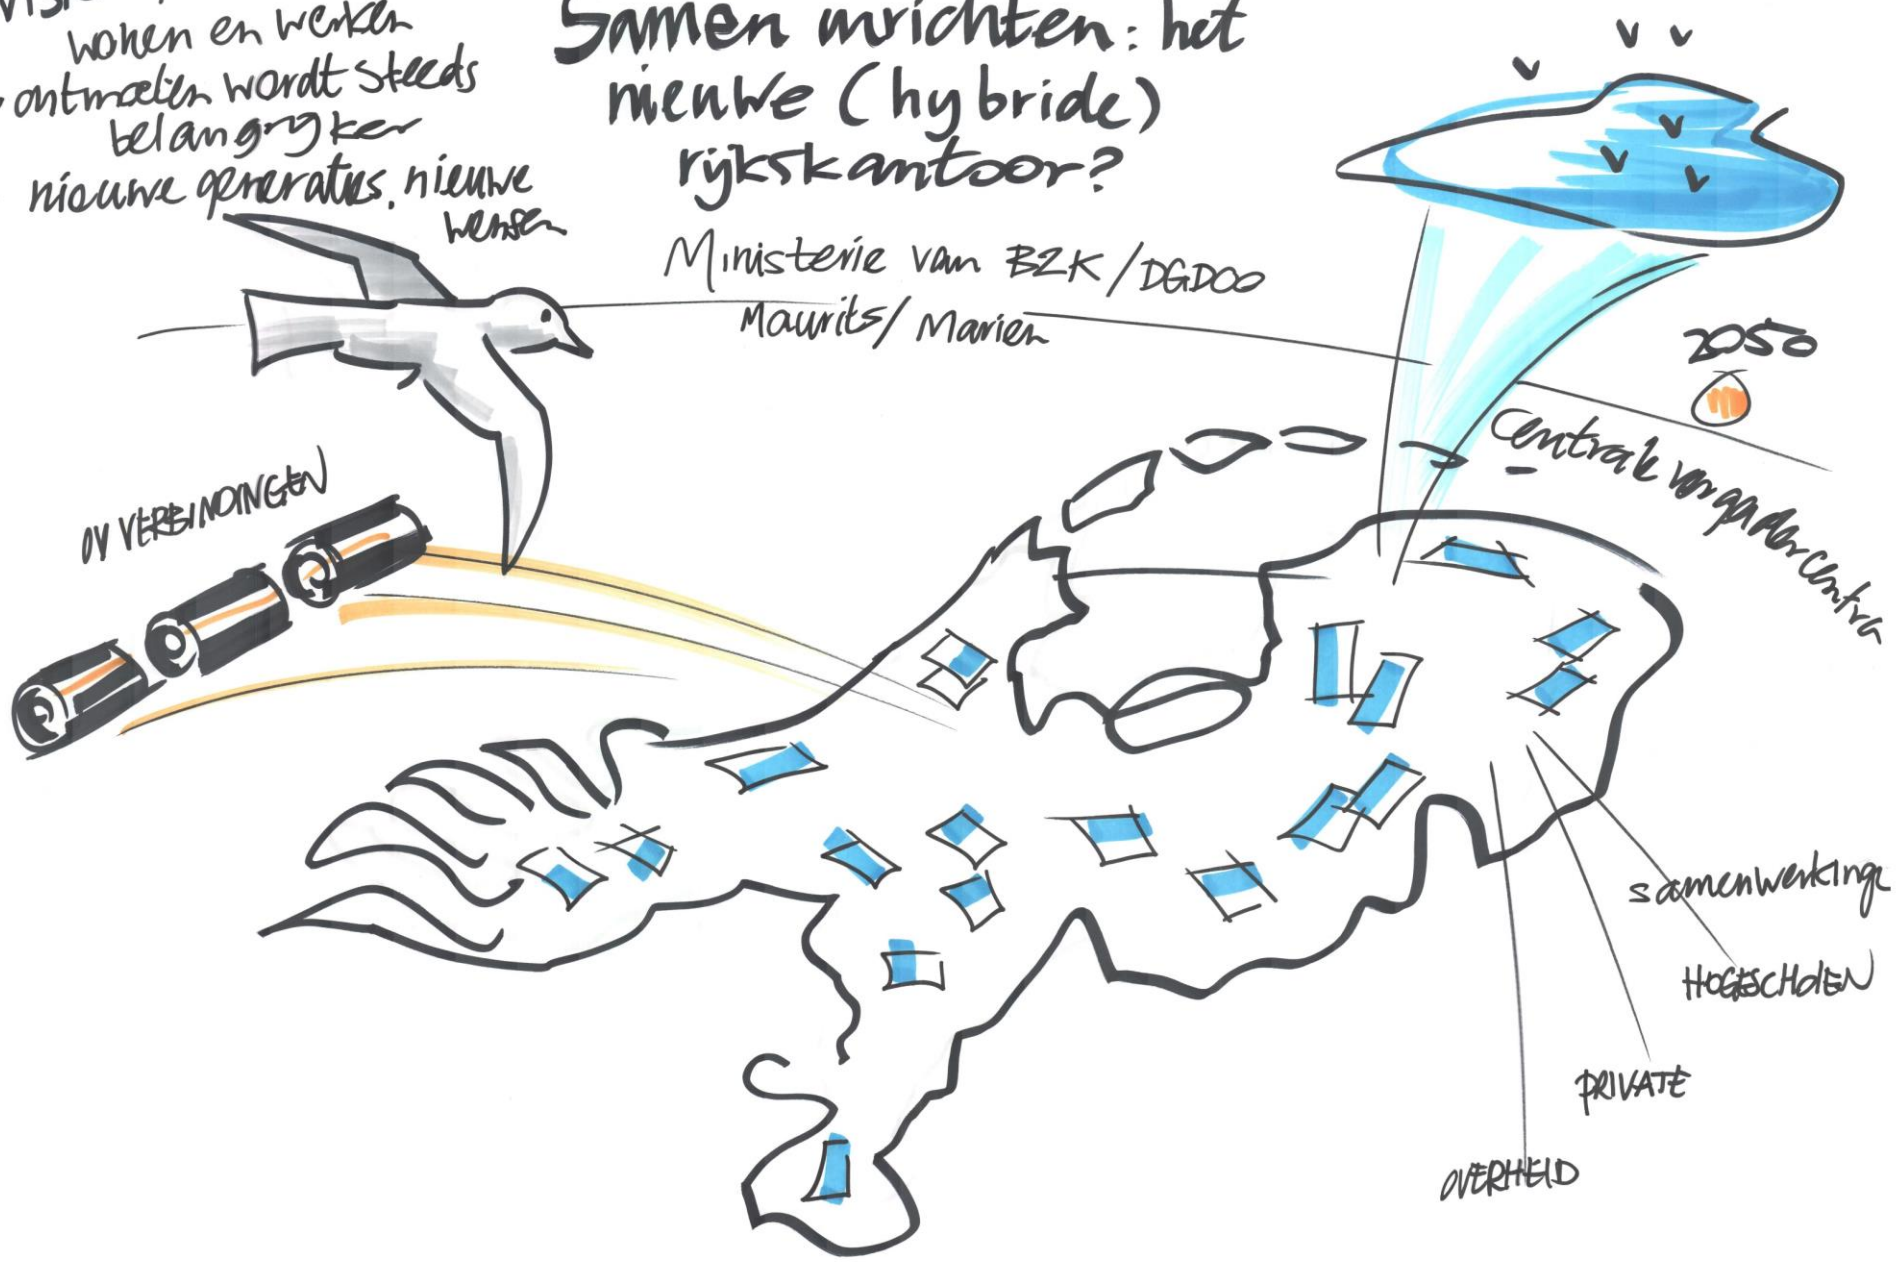 wonen en werken
ontmoeten wordt steeds
belangrijker
nieuwe generaties, nieuwe
wensen
Samen inrichten: het
nieuwe (hybride)
rijkskantoor?
Ministerie van BZK / DGDOO
Maurits / Marien
2050
Centrale vergadercentra
OV VERBINDINGEN
samenwerking
HOGESCHOLEN
PRIVATE
OVERHEID